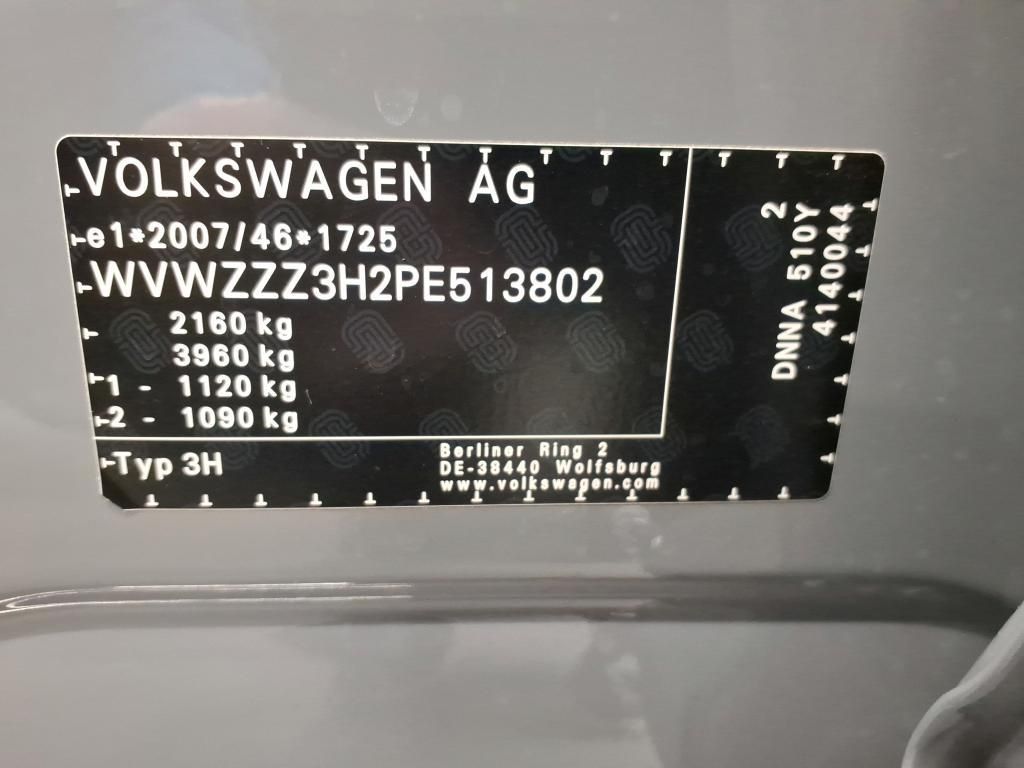 VOLKSWAGEN AG
e1*2007/46*1725
WVWZZZ3H2PE513802
2160 kg
3960 kg
1 - 1120 kg
2 - 1090 kg
Typ 3H
Berliner Ring 2
DE-38440 Wolfsburg
www.volkswagen.com
2
DNNA 510Y
4140044